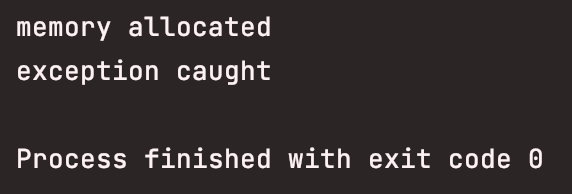 memory allocated
exception caught
Process finished with exit code 0